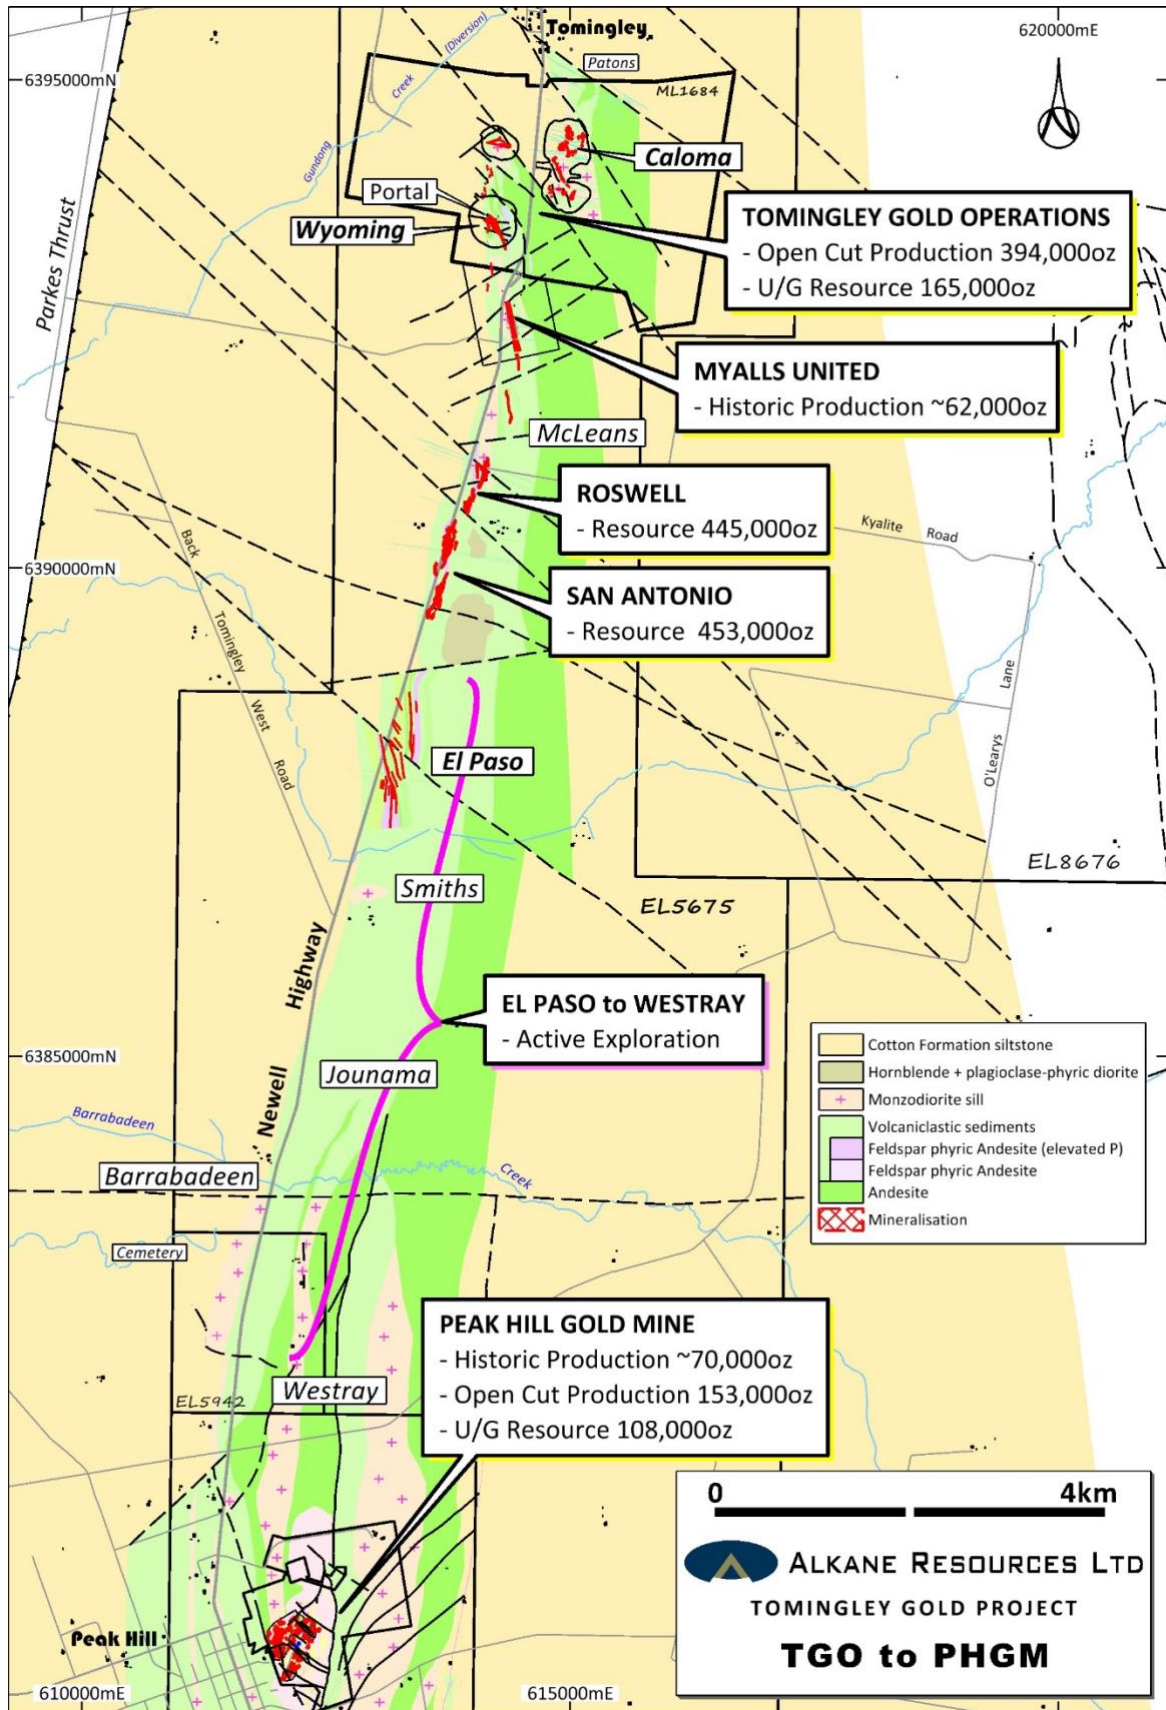 Tomingley
620000mE
Creek
(Diversion)
Patons
6395000mN
ML1684
Gundong
Caloma
Portal
Wyoming
Parkes Thrust
TOMINGLEY GOLD OPERATIONS
- Open Cut Production 394,000oz
- U/G Resource 165,000oz
MYALLS UNITED
- Historic Production ~62,000oz
McLeans
ROSWELL
- Resource 445,000oz
Kyalite Road
Back
Tomingley
West
Road
6390000mN
SAN ANTONIO
- Resource 453,000oz
O'Learys
Lane
El Paso
EL8676
Smiths
EL5675
Newell
Highway
EL PASO to WESTRAY
- Active Exploration
6385000mN
Jounama
Cotton Formation siltstone
Hornblende + plagioclase-phyric diorite
Monzodiorite sill
Volcaniclastic sediments
Feldspar phyric Andesite (elevated P)
Feldspar phyric Andesite
Andesite
Mineralisation
Barrabadeen
Barrabadeen
Creek
Cemetery
PEAK HILL GOLD MINE
- Historic Production ~70,000oz
- Open Cut Production 153,000oz
- U/G Resource 108,000oz
Westray
EL5942
0 4km
ALKANE RESOURCES LTD
TOMINGLEY GOLD PROJECT
TGO to PHGM
Peak Hill
610000mE
615000mE